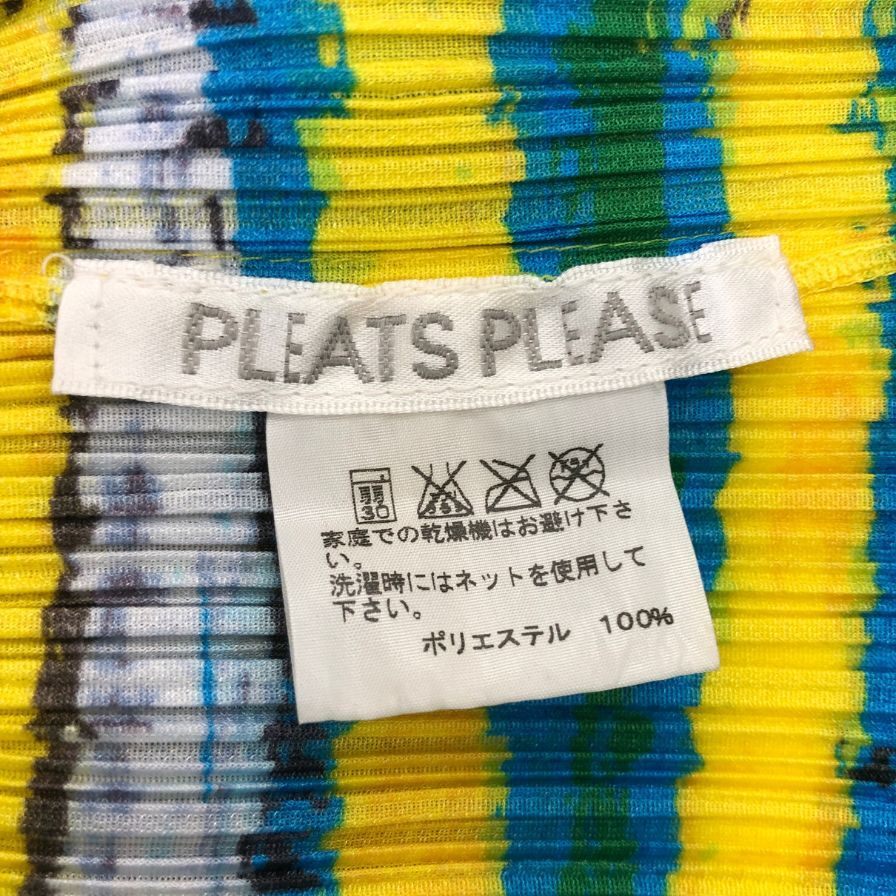 PLEATS PLEASE
弱 30
家庭での乾燥機はお避け下さ
い。
洗濯時にはネットを使用して
下さい。
ポリエステル 100%